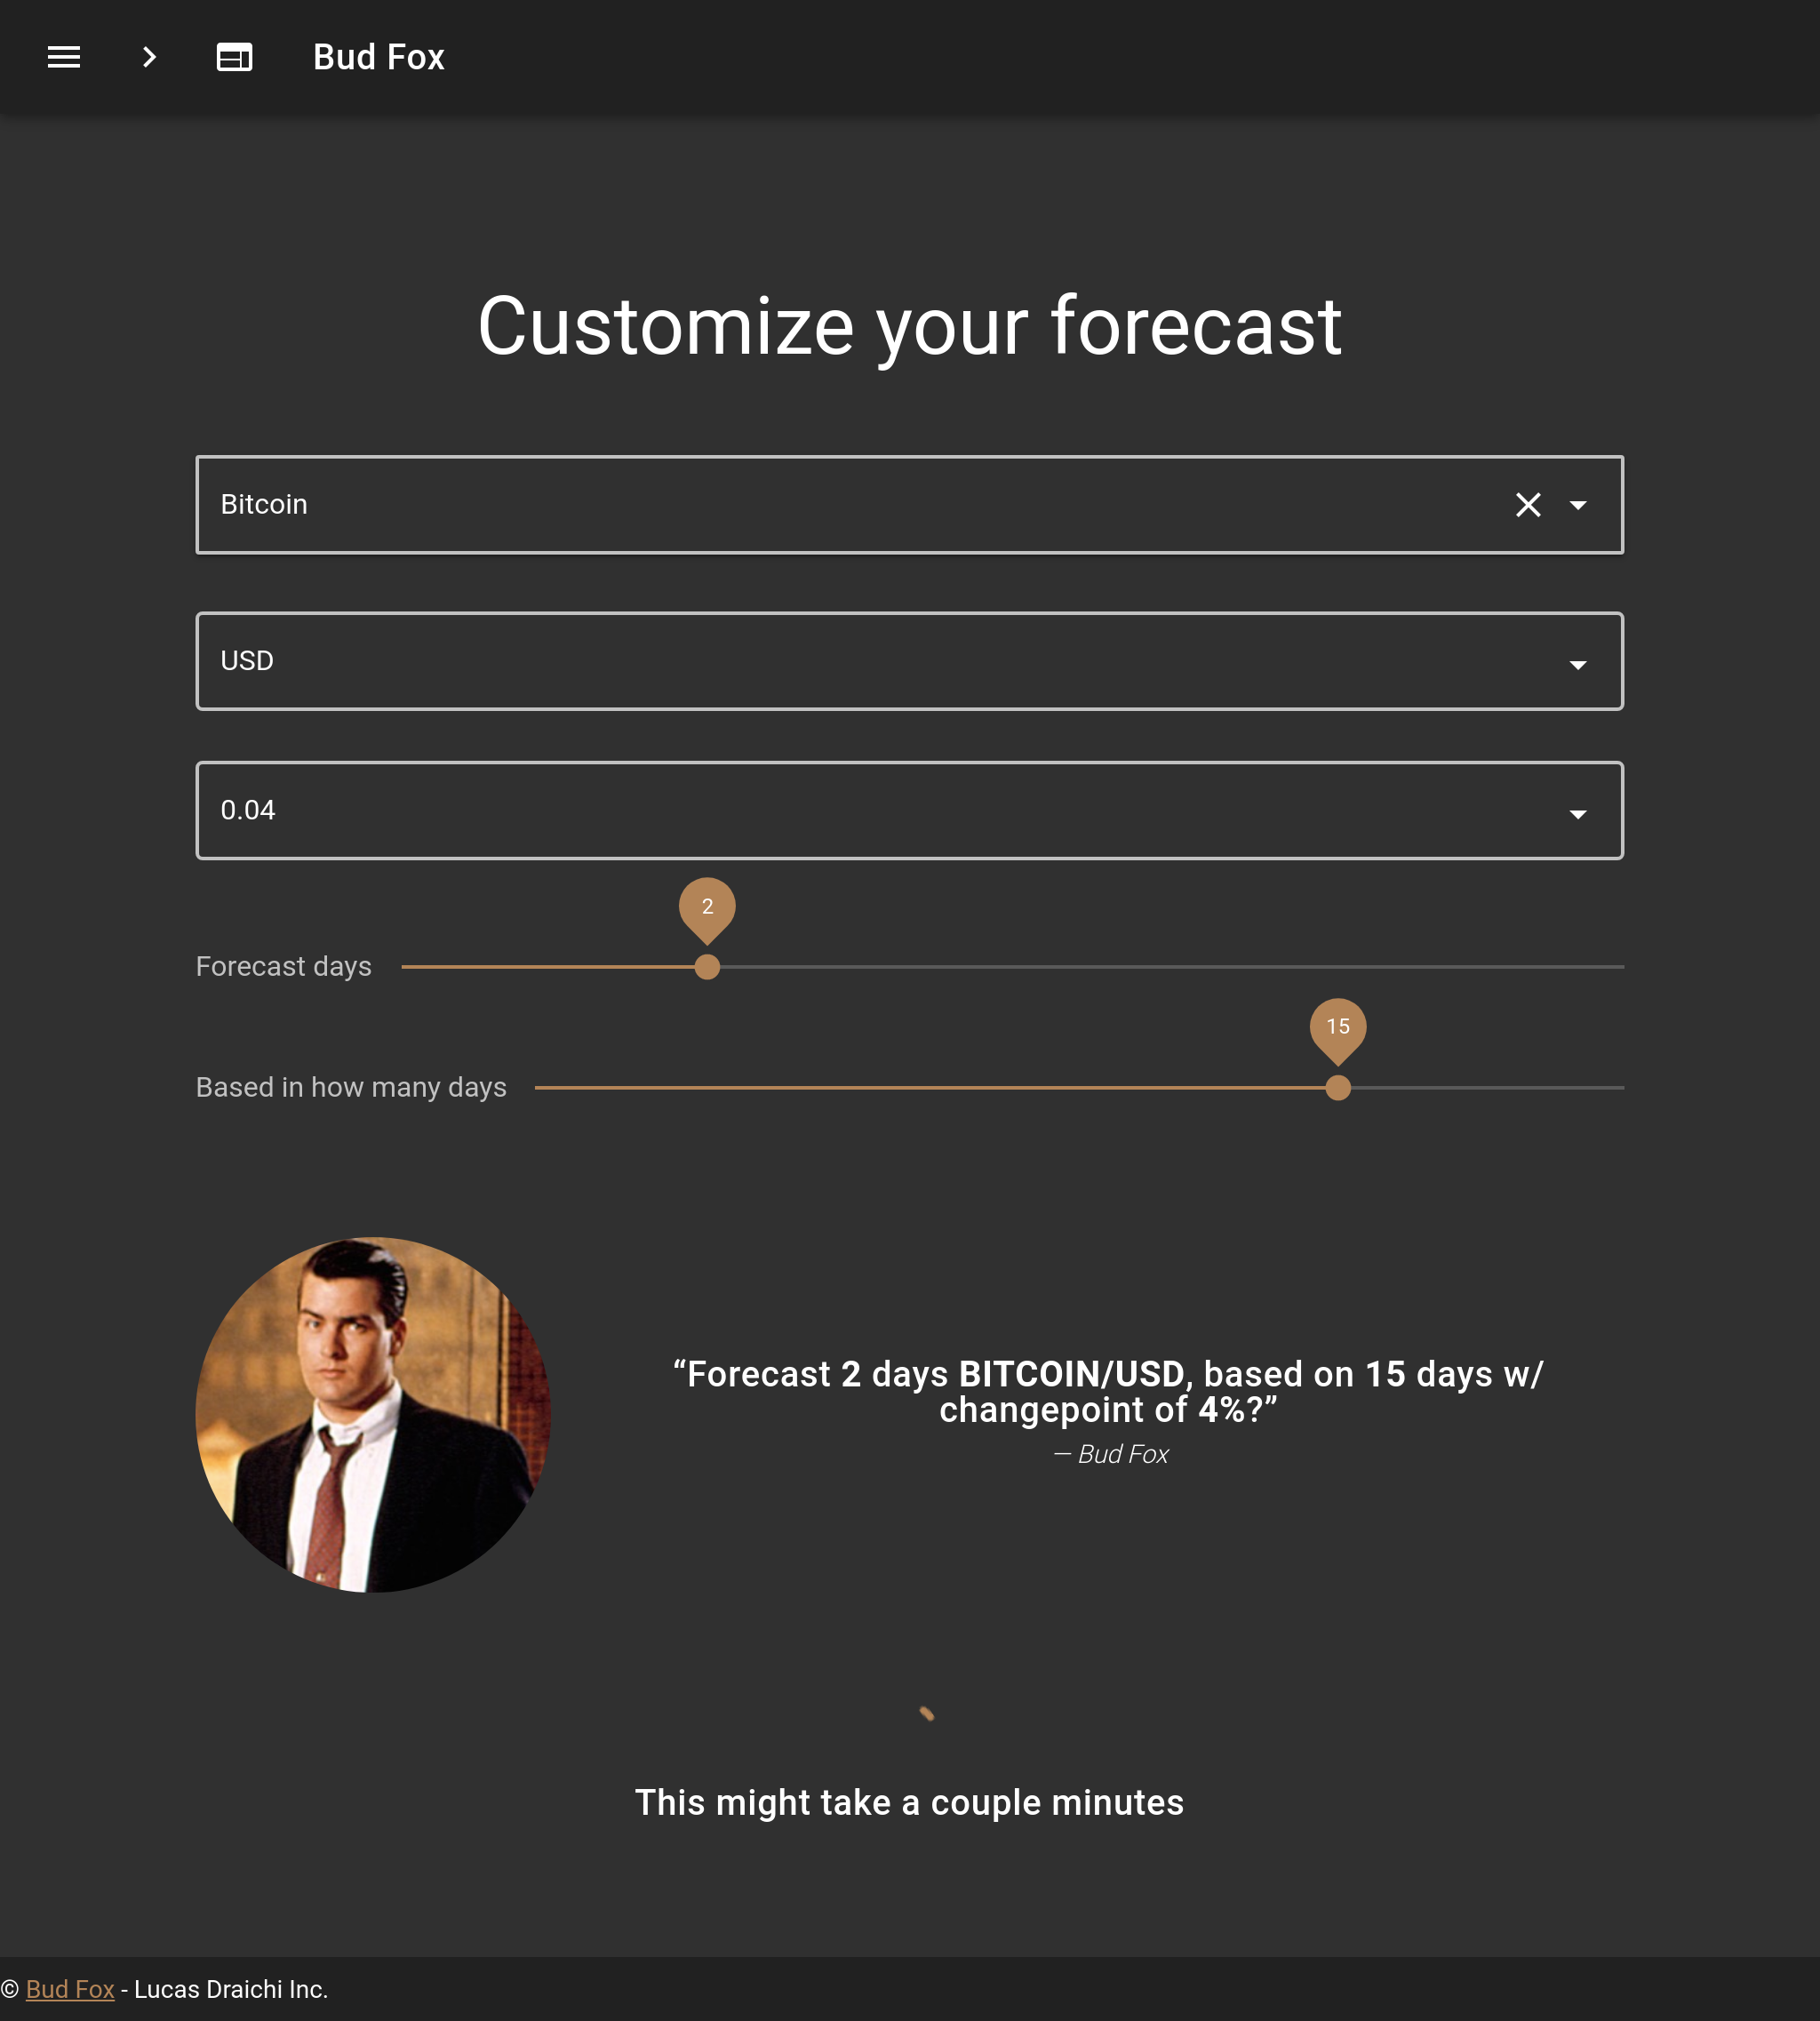 Bud Fox
Customize your forecast
Bitcoin
USD
0.04
2
Forecast days
15
Based in how many days
“Forecast 2 days BITCOIN/USD, based on 15 days w/
changepoint of 4%?”
— Bud Fox
This might take a couple minutes
© Bud Fox - Lucas Draichi Inc.